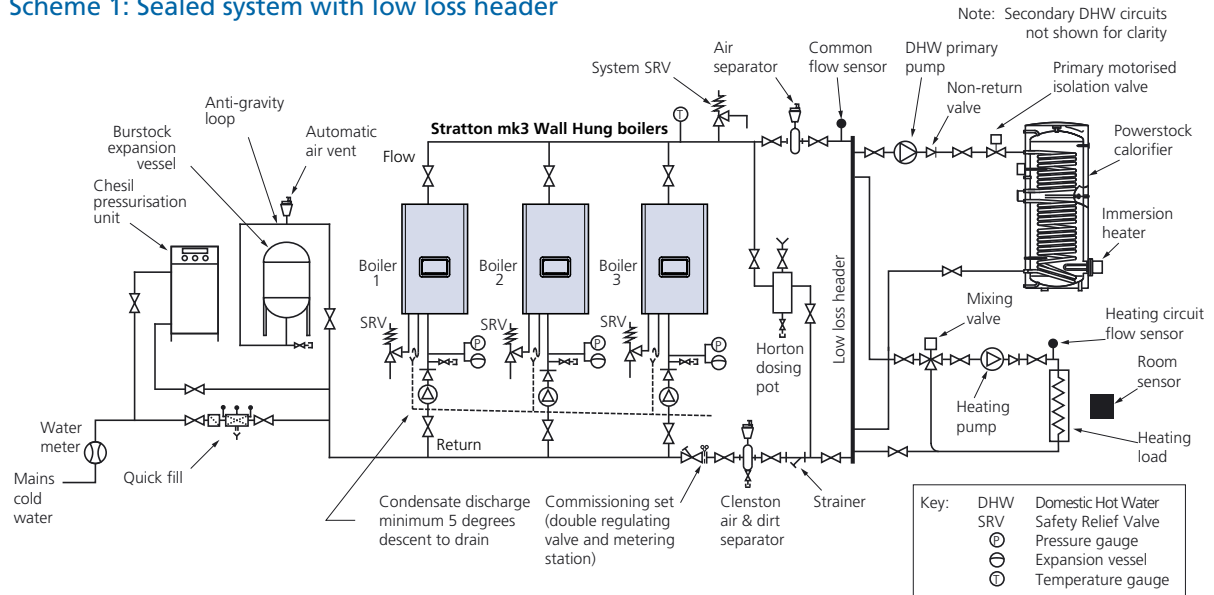 Scheme 1: Sealed system with low loss header
Note: Secondary DHW circuits
not shown for clarity
System SRV
Air
separator
Common
flow sensor
DHW primary
pump
Non-return
valve
Primary motorised
isolation valve
Powerstock
calorifier
Immersion
heater
Anti-gravity
loop
Burstock
expansion
vessel
Automatic
air vent
Chesil
pressurisation
unit
T
Stratton mk3 Wall Hung boilers
Flow
Boiler
1
Boiler
2
Boiler
3
SRV
SRV
SRV
P
P
P
Horton
dosing
pot
Low loss header
Mixing
valve
Heating circuit
flow sensor
Room
sensor
Heating
pump
Heating
load
Water
meter
Mains
cold
water
Quick fill
Return
Condensate discharge
minimum 5 degrees
descent to drain
Commissioning set
(double regulating
valve and metering
station)
Clenston
air & dirt
separator
Strainer
Key: DHW Domestic Hot Water
SRV Safety Relief Valve
P Pressure gauge
Expansion vessel
T Temperature gauge